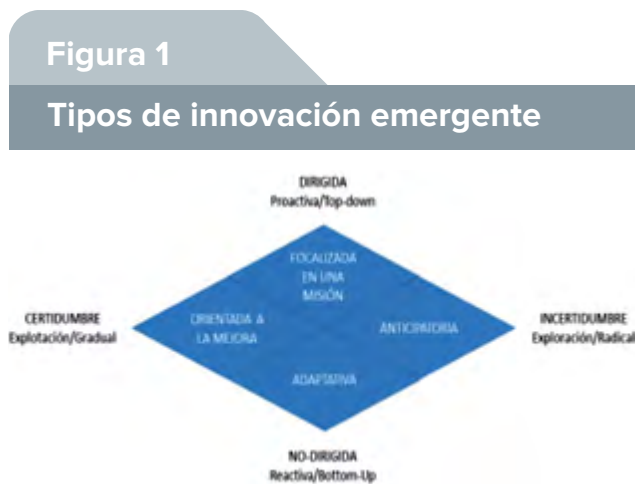 Figura 1
Tipos de innovación emergente
DIRIGIDA
Proactiva/Top-down
FOCALIZADA
EN UNA
MISIÓN
CERTIDUMBRE
Explotación/Gradual
ORIENTADA A
LA MEJORA
ANTICIPATORIA
INCERTIDUMBRE
Exploración/Radical
ADAPTATIVA
NO-DIRIGIDA
Reactiva/Bottom-Up